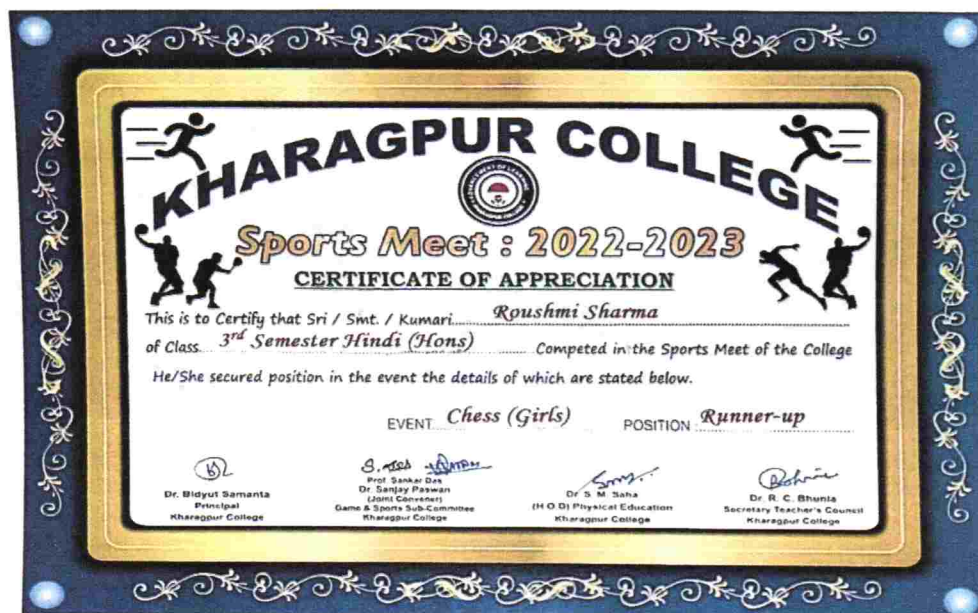 KHARAGPUR COLLEGE
Sports Meet : 2022-2023
CERTIFICATE OF APPRECIATION
This is to Certify that Sri / Smt. / Kumari Roushmi Sharma
of Class 3rd Semester Hindi (Hons) Competed in the Sports Meet of the College
He/She secured position in the event the details of which are stated below.
EVENT Chess (Girls) POSITION Runner-up
Dr. Bidyut Samanta
Principal
Kharagpur College
Prof. Sankar Das
Dr. Sanjay Paswan
(Joint Convener)
Game & Sports Sub-Committee
Kharagpur College
Dr S. M. Saha
(H.O.D) Physical Education
Kharagpur College
Dr. R. C. Bhunia
Secretary Teacher's Council
Kharagpur College